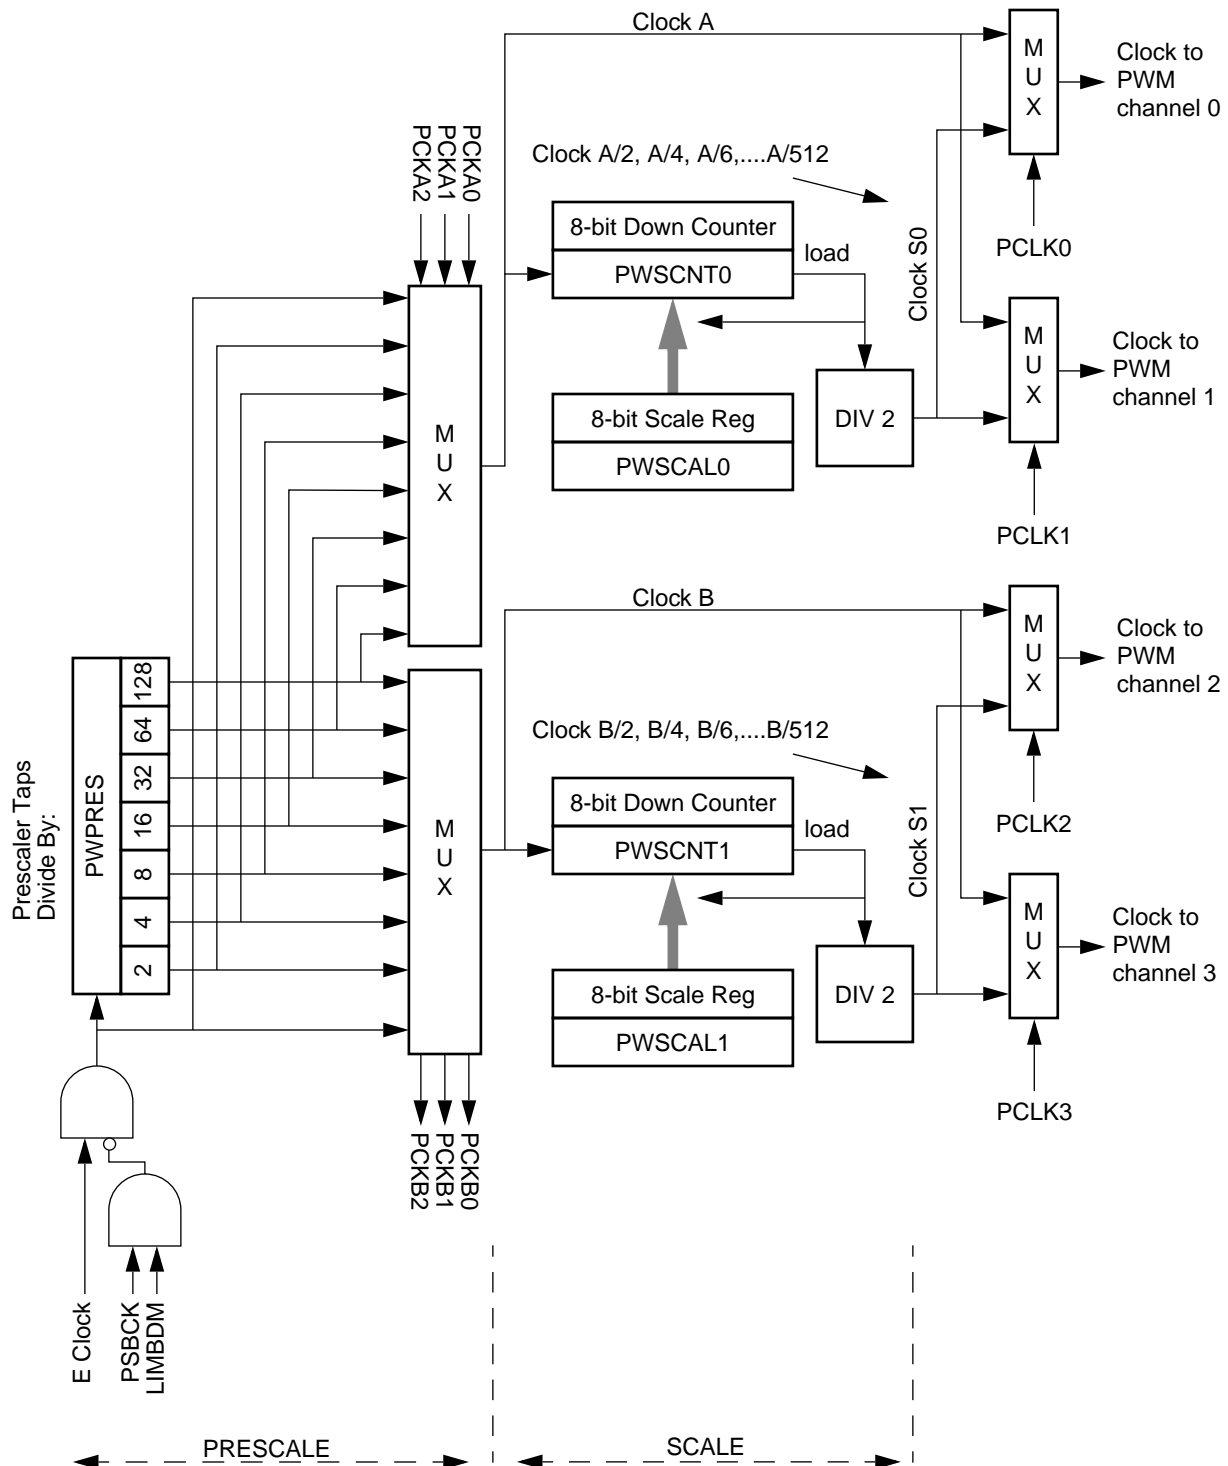 Clock A
M
U
X
Clock to
PWM
channel 0
PCKA2
PCKA1
PCKA0
Clock A/2, A/4, A/6,....A/512
8-bit Down Counter
PWSCNT0
load
Clock S0
PCLK0
M
U
X
Clock to
PWM
channel 1
8-bit Scale Reg
PWSCAL0
DIV 2
M
U
X
PCLK1
Clock B
M
U
X
Clock to
PWM
channel 2
Prescaler Taps
Divide By:
PWPRES
128
64
32
16
8
4
2
Clock B/2, B/4, B/6,....B/512
8-bit Down Counter
PWSCNT1
load
Clock S1
PCLK2
M
U
X
M
U
X
Clock to
PWM
channel 3
8-bit Scale Reg
PWSCAL1
DIV 2
PCLK3
PCKB2
PCKB1
PCKB0
E Clock
PSBCK
LIMBDM
PRESCALE
SCALE